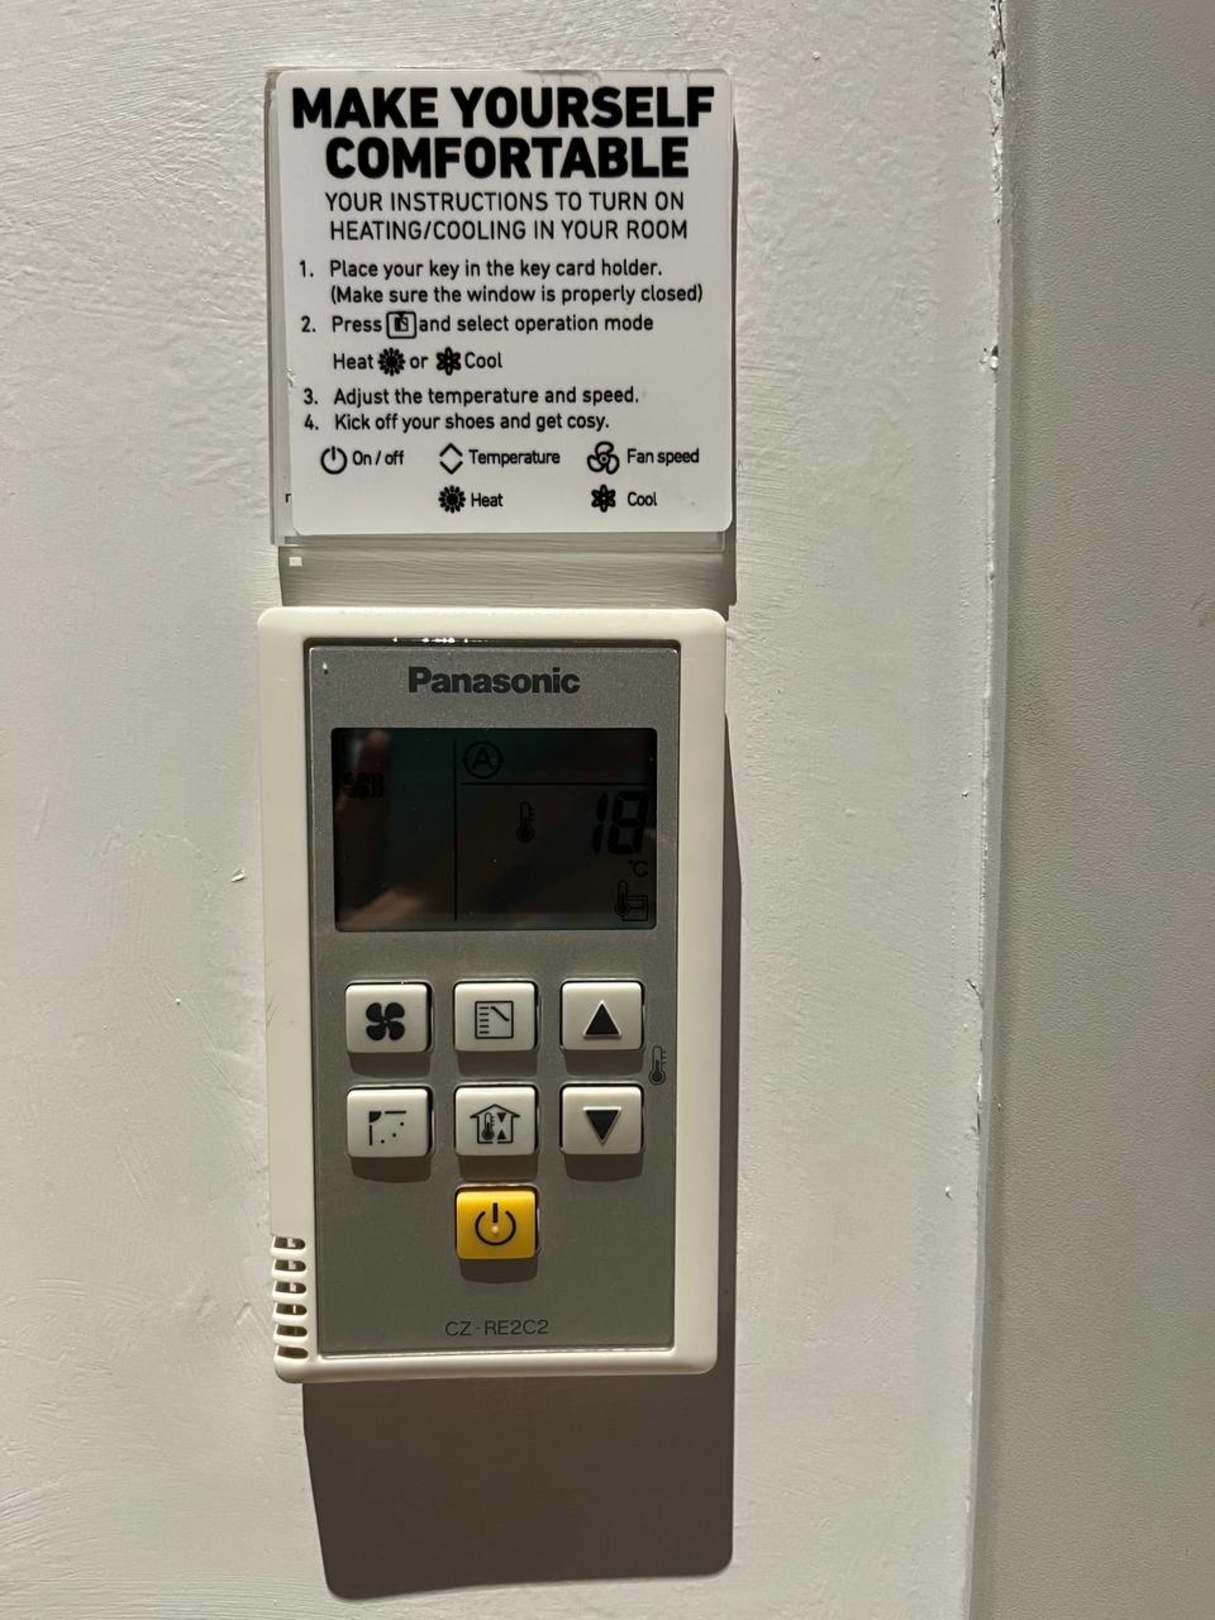 MAKE YOURSELF
COMFORTABLE
YOUR INSTRUCTIONS TO TURN ON
HEATING/COOLING IN YOUR ROOM
1. Place your key in the key card holder.
(Make sure the window is properly closed)
2. Press and select operation mode
Heat or Cool
3. Adjust the temperature and speed.
4. Kick off your shoes and get cosy.
On / off Temperature Fan speed
Heat Cool
Panasonic
A
18
°C
CZ-RE2C2